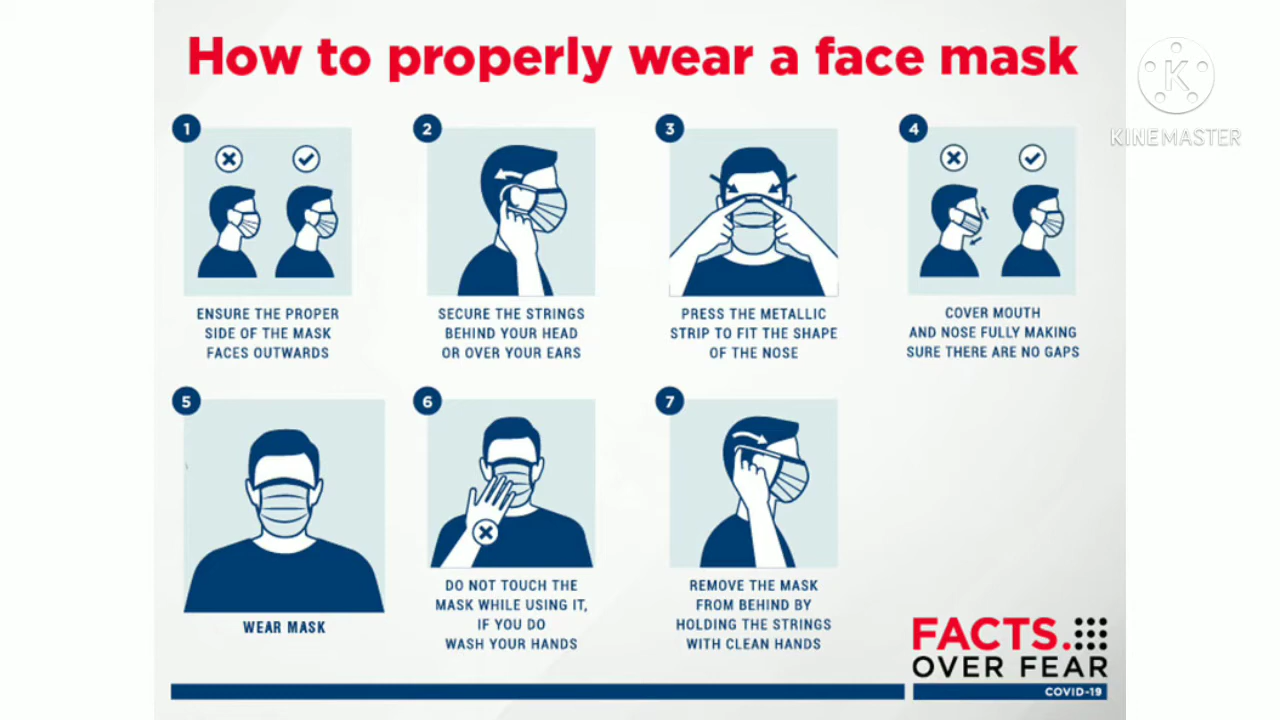 How to properly wear a face mask
K
KINEMASTER
1
ENSURE THE PROPER
SIDE OF THE MASK
FACES OUTWARDS
2
SECURE THE STRINGS
BEHIND YOUR HEAD
OR OVER YOUR EARS
3
PRESS THE METALLIC
STRIP TO FIT THE SHAPE
OF THE NOSE
4
COVER MOUTH
AND NOSE FULLY MAKING
SURE THERE ARE NO GAPS
5
WEAR MASK
6
DO NOT TOUCH THE
MASK WHILE USING IT,
IF YOU DO
WASH YOUR HANDS
7
REMOVE THE MASK
FROM BEHIND BY
HOLDING THE STRINGS
WITH CLEAN HANDS
FACTS.
OVER FEAR
COVID-19